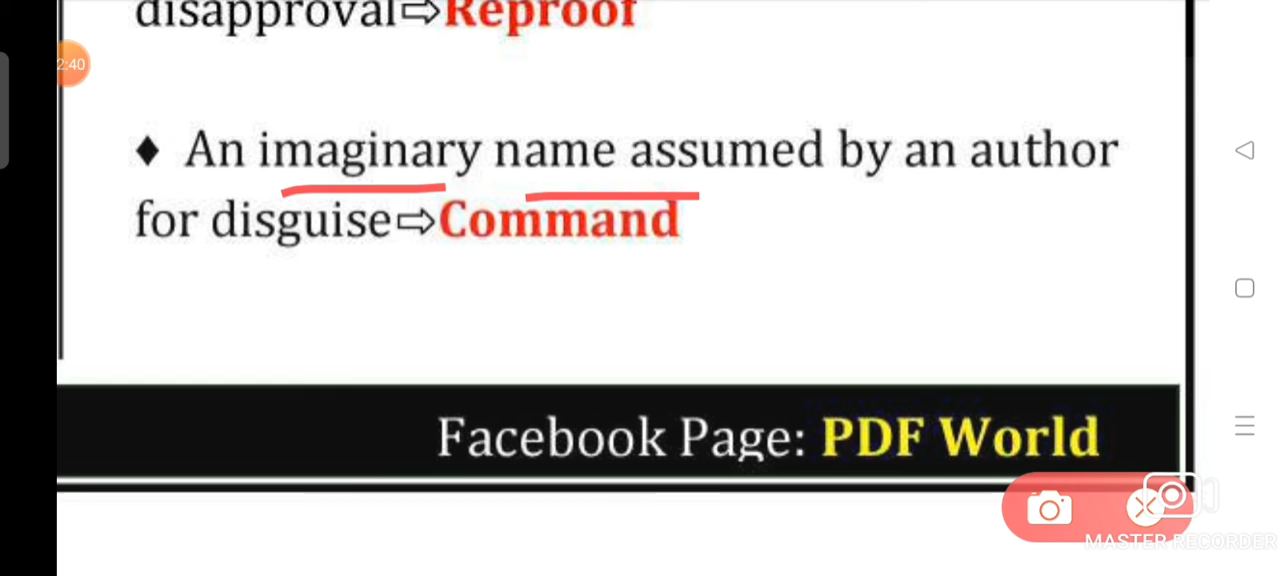 disapproval⇨Reproof
2:40
♦ An imaginary name assumed by an author
for disguise⇨Command
Facebook Page: PDF World
MASTER RECORDER